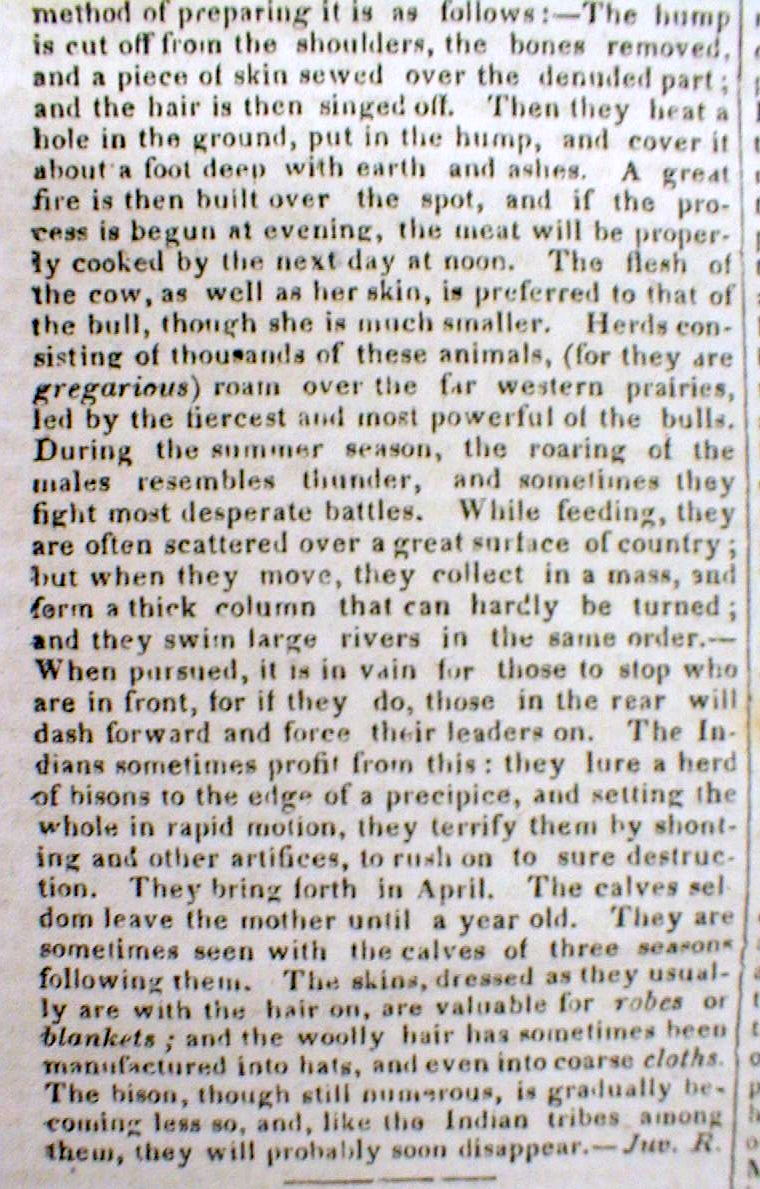 method of preparing it is as follows:—The hump
is cut off from the shoulders, the bones removed,
and a piece of skin sewed over the denuded part;
and the hair is then singed off. Then they heat a
hole in the ground, put in the hump, and cover it
about a foot deep with earth and ashes. A great
fire is then built over the spot, and if the pro-
cess is begun at evening, the meat will be proper-
ly cooked by the next day at noon. The flesh of
the cow, as well as her skin, is preferred to that of
the bull, though she is much smaller. Herds con-
sisting of thousands of these animals, (for they are
gregarious) roam over the far western prairies,
led by the fiercest and most powerful of the bulls.
During the summer season, the roaring of the
males resembles thunder, and sometimes they
fight most desperate battles. While feeding, they
are often scattered over a great surface of country;
but when they move, they collect in a mass, and
form a thick column that can hardly be turned;
and they swim large rivers in the same order.—
When pursued, it is in vain for those to stop who
are in front, for if they do, those in the rear will
dash forward and force their leaders on. The In-
dians sometimes profit from this: they lure a herd
of bisons to the edge of a precipice, and setting the
whole in rapid motion, they terrify them by shout-
ing and other artifices, to rush on to sure destruc-
tion. They bring forth in April. The calves sel
dom leave the mother until a year old. They are
sometimes seen with the calves of three seasons
following them. The skins, dressed as they usual-
ly are with the hair on, are valuable for robes or
blankets; and the woolly hair has sometimes been
manufactured into hats, and even into coarse cloths.
The bison, though still numerous, is gradually be-
coming less so, and, like the Indian tribes among
them, they will probably soon disappear.—Juv. R.